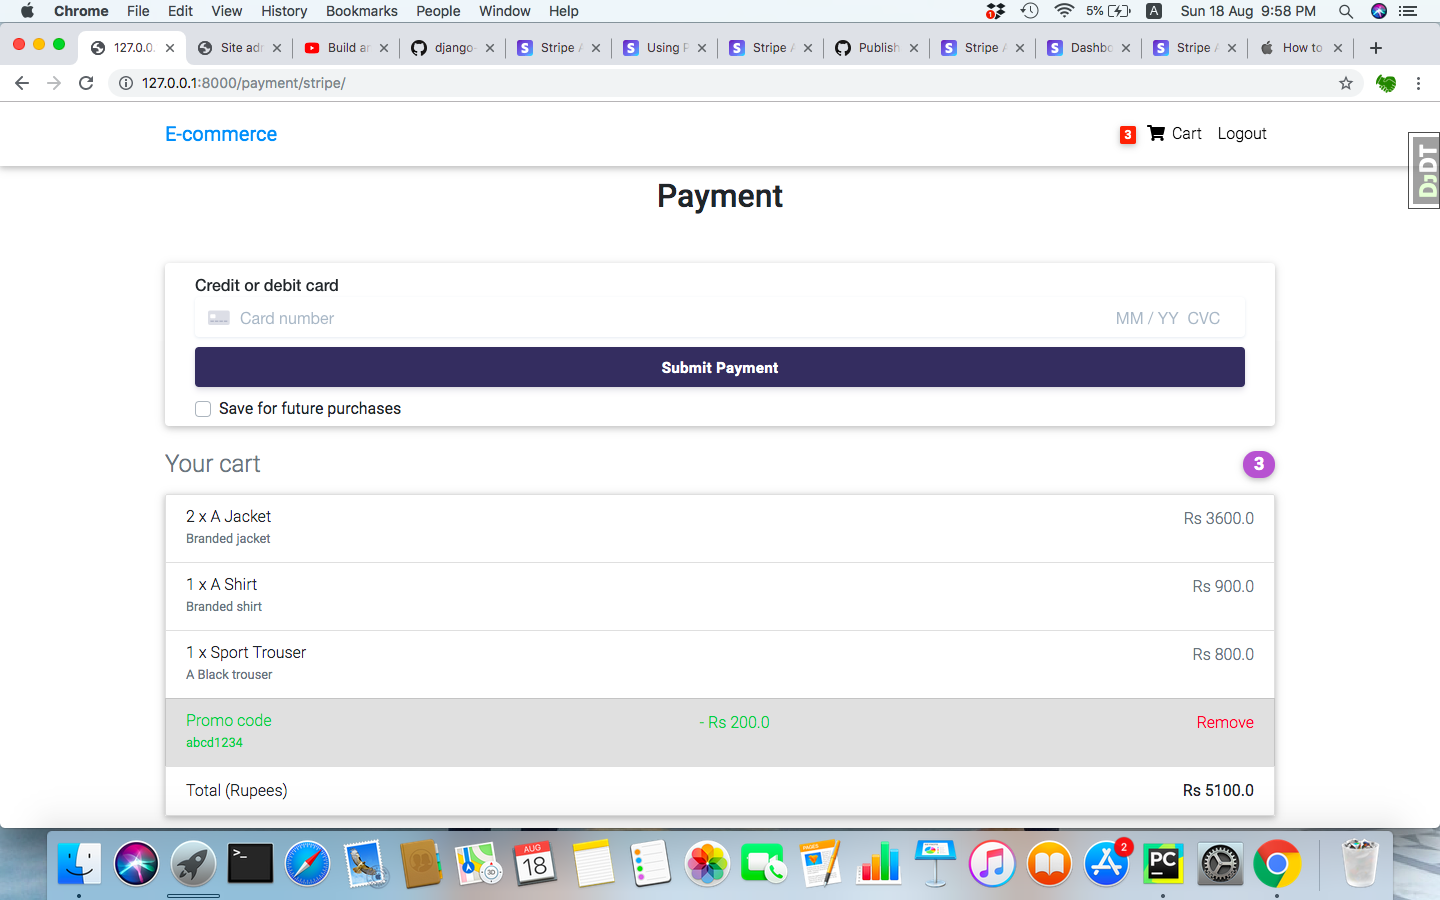 Chrome File Edit View History Bookmarks People Window Help 1 5% A Sun 18 Aug 9:58 PM
127.0.0. Site adr Build ar django- Stripe Using P Stripe Publish Stripe Dashbo Stripe How to
127.0.0.1:8000/payment/stripe/
E-commerce 3 Cart Logout
DJDT
Payment
Credit or debit card
Card number MM / YY CVC
Submit Payment
Save for future purchases
Your cart 3
2 x A Jacket Rs 3600.0
Branded jacket
1 x A Shirt Rs 900.0
Branded shirt
1 x Sport Trouser Rs 800.0
A Black trouser
Promo code - Rs 200.0 Remove
abcd1234
Total (Rupees) Rs 5100.0
AUG
18
3D
PAGES
2
PC